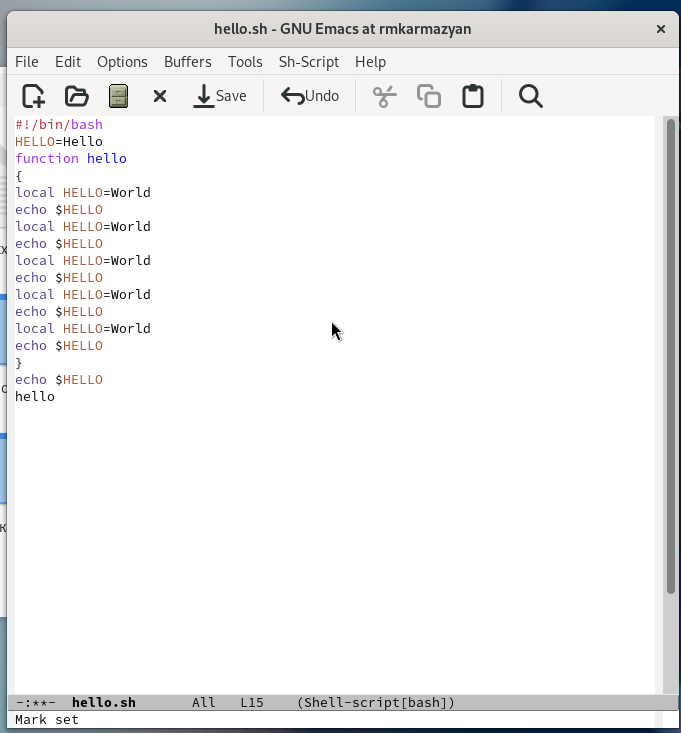 hello.sh - GNU Emacs at rmkarmazyan
File Edit Options Buffers Tools Sh-Script Help
Save Undo
#!/bin/bash
HELLO=Hello
function hello
{
local HELLO=World
echo $HELLO
local HELLO=World
echo $HELLO
local HELLO=World
echo $HELLO
local HELLO=World
echo $HELLO
local HELLO=World
echo $HELLO
}
echo $HELLO
hello
-:**- hello.sh All L15 (Shell-script[bash])
Mark set